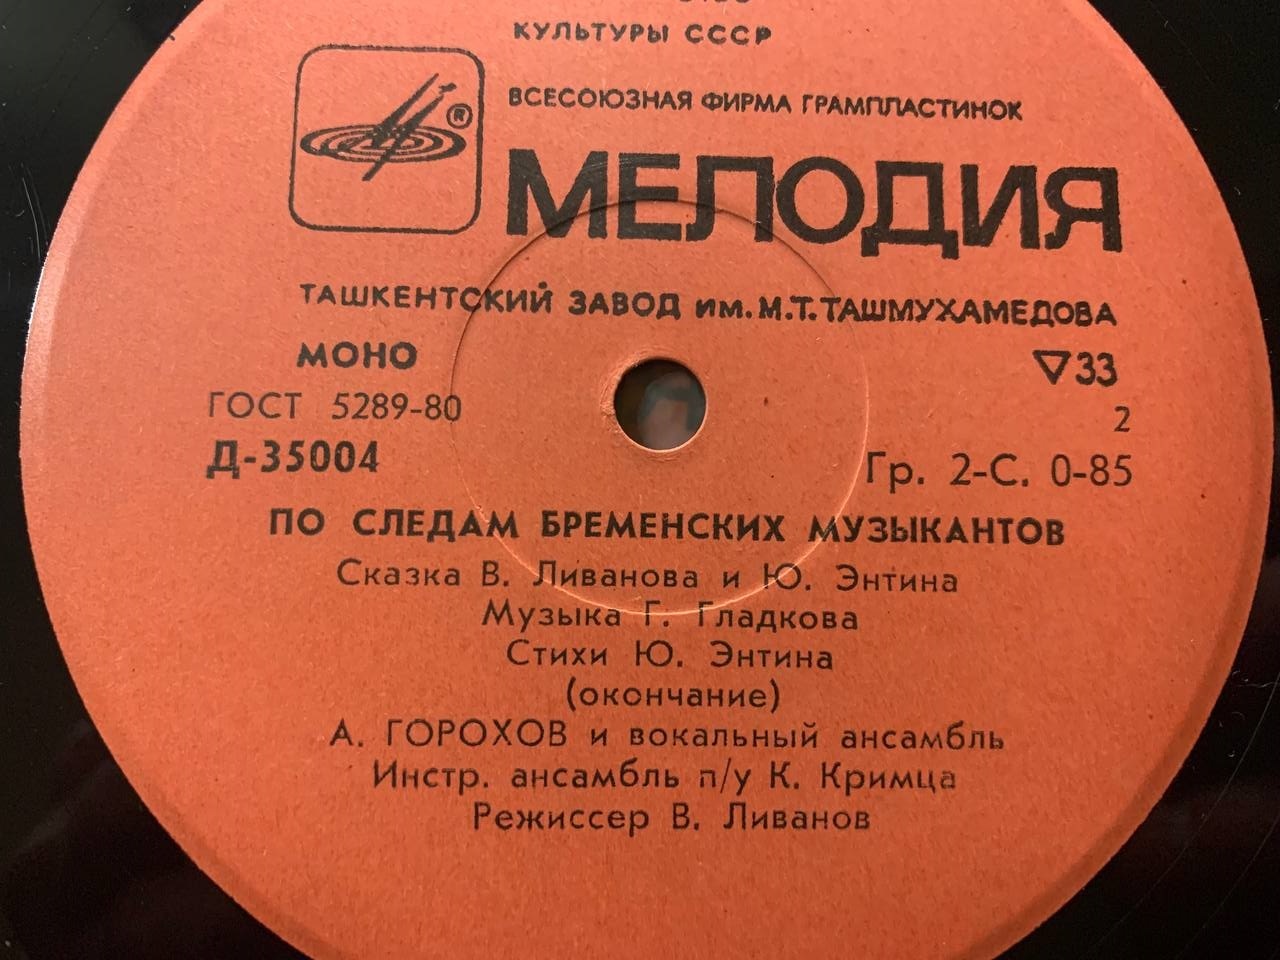 КУЛЬТУРЫ СССР
®
ВСЕСОЮЗНАЯ ФИРМА ГРАМПЛАСТИНОК
МЕЛОДИЯ
ТАШКЕНТСКИЙ ЗАВОД им. М.Т. ТАШМУХАМЕДОВА
МОНО ▽33
ГОСТ 5289-80 2
Д-35004 Гр. 2-С. 0-85
ПО СЛЕДАМ БРЕМЕНСКИХ МУЗЫКАНТОВ
Сказка В. Ливанова и Ю. Энтина
Музыка Г. Гладкова
Стихи Ю. Энтина
(окончание)
А. ГОРОХОВ и вокальный ансамбль
Инстр. ансамбль п/у К. Кримца
Режиссер В. Ливанов